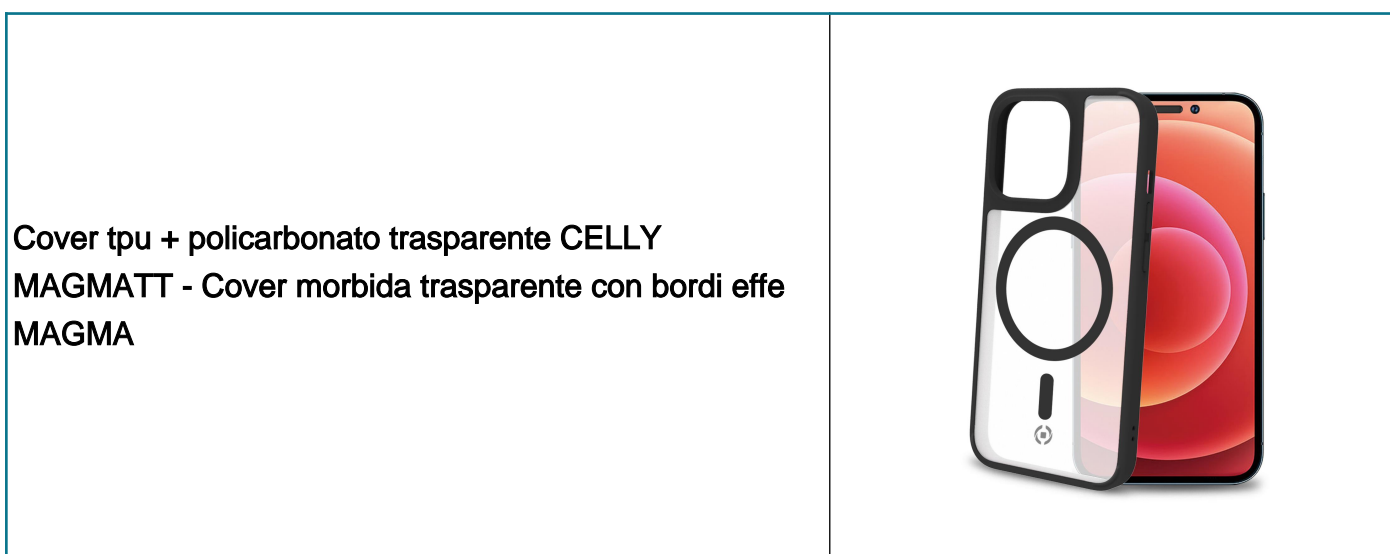 Cover tpu + policarbonato trasparente CELLY
MAGMATT - Cover morbida trasparente con bordi effe
MAGMA